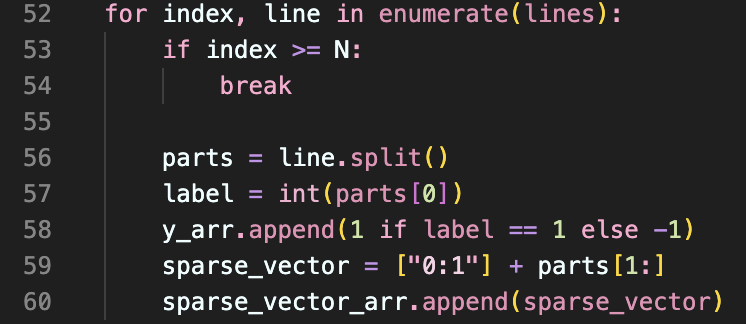 52 for index, line in enumerate(lines):
53     if index >= N:
54         break
55
56     parts = line.split()
57     label = int(parts[0])
58     y_arr.append(1 if label == 1 else -1)
59     sparse_vector = ["0:1"] + parts[1:]
60     sparse_vector_arr.append(sparse_vector)